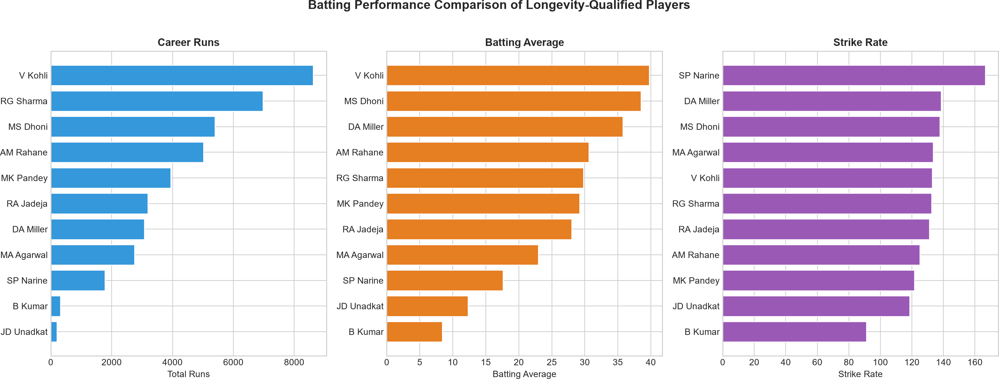 Batting Performance Comparison of Longevity-Qualified Players
Career Runs
V Kohli
RG Sharma
MS Dhoni
AM Rahane
MK Pandey
RA Jadeja
DA Miller
MA Agarwal
SP Narine
B Kumar
JD Unadkat
0 2000 4000 6000 8000
Total Runs
Batting Average
V Kohli
MS Dhoni
DA Miller
AM Rahane
RG Sharma
MK Pandey
RA Jadeja
MA Agarwal
SP Narine
JD Unadkat
B Kumar
0 5 10 15 20 25 30 35 40
Batting Average
Strike Rate
SP Narine
DA Miller
MS Dhoni
MA Agarwal
V Kohli
RG Sharma
RA Jadeja
AM Rahane
MK Pandey
JD Unadkat
B Kumar
0 20 40 60 80 100 120 140 160
Strike Rate